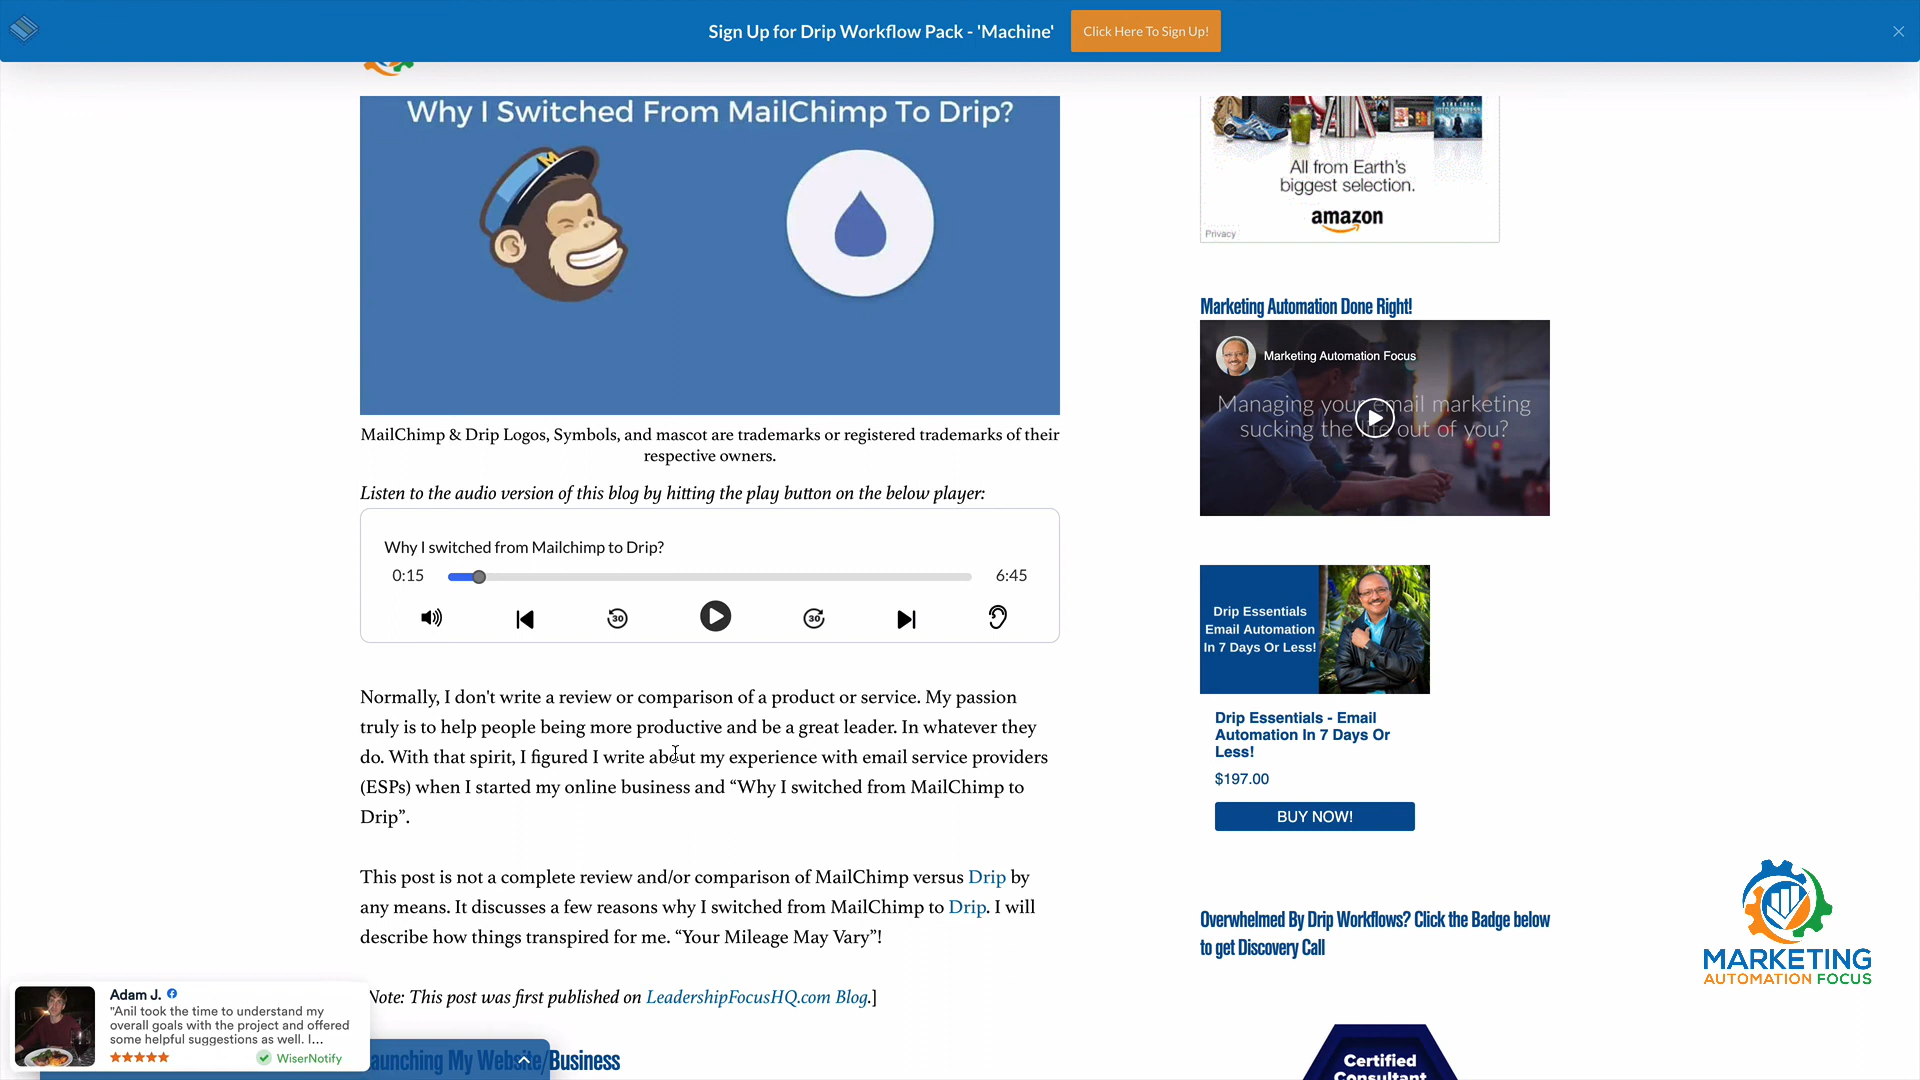 Sign Up for Drip Workflow Pack - 'Machine'
Click Here To Sign Up!
Why I Switched From MailChimp To Drip?
M
MailChimp & Drip Logos, Symbols, and mascot are trademarks or registered trademarks of their
respective owners.
Listen to the audio version of this blog by hitting the play button on the below player:
Why I switched from Mailchimp to Drip?
0:15
6:45
30
30
Normally, I don't write a review or comparison of a product or service. My passion
truly is to help people being more productive and be a great leader. In whatever they
do. With that spirit, I figured I write about my experience with email service providers
(ESPs) when I started my online business and “Why I switched from MailChimp to
Drip”.
This post is not a complete review and/or comparison of MailChimp versus Drip by
any means. It discusses a few reasons why I switched from MailChimp to Drip. I will
describe how things transpired for me. “Your Mileage May Vary”!
Note: This post was first published on LeadershipFocusHQ.com Blog.]
aunching My Website/Business
Adam J.
"Anil took the time to understand my
overall goals with the project and offered
some helpful suggestions as well. I...
WiserNotify
All from Earth's
biggest selection.
amazon
Privacy
Marketing Automation Done Right!
Marketing Automation Focus
Managing your email marketing
sucking the life out of you?
Drip Essentials
Email Automation
In 7 Days Or Less!
Drip Essentials - Email
Automation In 7 Days Or
Less!
$197.00
BUY NOW!
Overwhelmed By Drip Workflows? Click the Badge below
to get Discovery Call
Certified
Consultant
MARKETING
AUTOMATION FOCUS